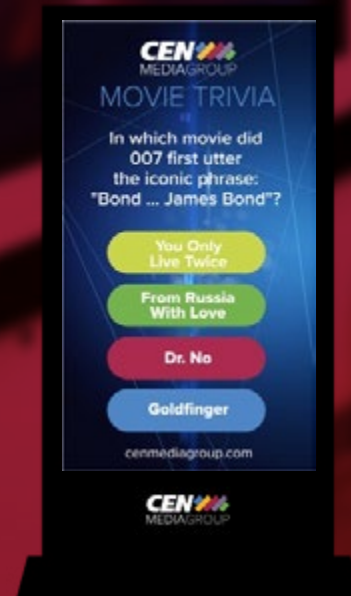 CEN
MEDIAGROUP
MOVIE TRIVIA
In which movie did
007 first utter
the iconic phrase:
"Bond ... James Bond"?
You Only
Live Twice
From Russia
With Love
Dr. No
Goldfinger
cenmediagroup.com
CEN
MEDIAGROUP